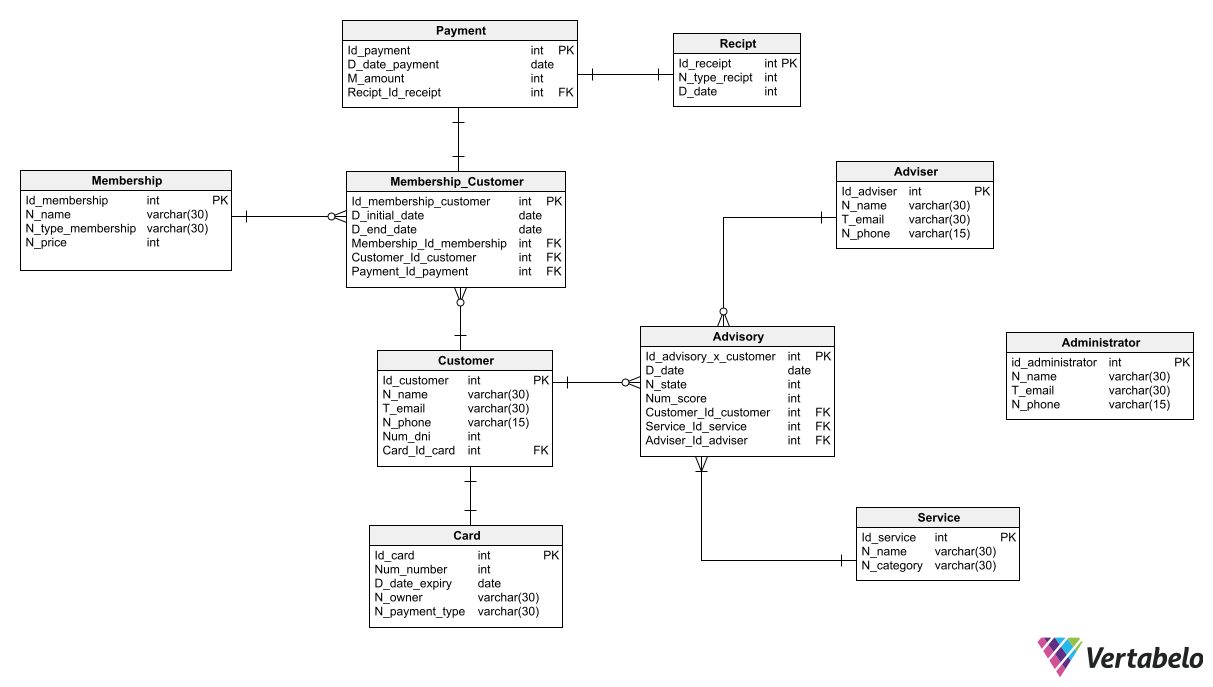 Payment
Id_payment int PK
D_date_payment date
M_amount int
Recipt_Id_receipt int FK
Recipt
Id_receipt int PK
N_type_recipt int
D_date int
Membership
Id_membership int PK
N_name varchar(30)
N_type_membership varchar(30)
N_price int
Membership_Customer
Id_membership_customer int PK
D_initial_date date
D_end_date date
Membership_Id_membership int FK
Customer_Id_customer int FK
Payment_Id_payment int FK
Adviser
Id_adviser int PK
N_name varchar(30)
T_email varchar(30)
N_phone varchar(15)
Customer
Id_customer int PK
N_name varchar(30)
T_email varchar(30)
N_phone varchar(15)
Num_dni int
Card_Id_card int FK
Advisory
Id_advisory_x_customer int PK
D_date date
N_state int
Num_score int
Customer_Id_customer int FK
Service_Id_service int FK
Adviser_Id_adviser int FK
Administrator
id_administrator int PK
N_name varchar(30)
T_email varchar(30)
N_phone varchar(15)
Card
Id_card int PK
Num_number int
D_date_expiry date
N_owner varchar(30)
N_payment_type varchar(30)
Service
Id_service int PK
N_name varchar(30)
N_category varchar(30)
Vertabelo